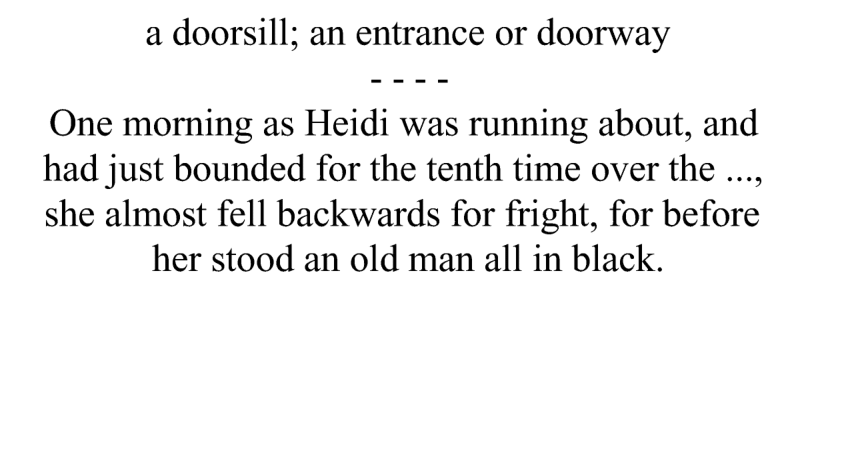 a doorsill; an entrance or doorway
- - - -
One morning as Heidi was running about, and
had just bounded for the tenth time over the ...,
she almost fell backwards for fright, for before
her stood an old man all in black.